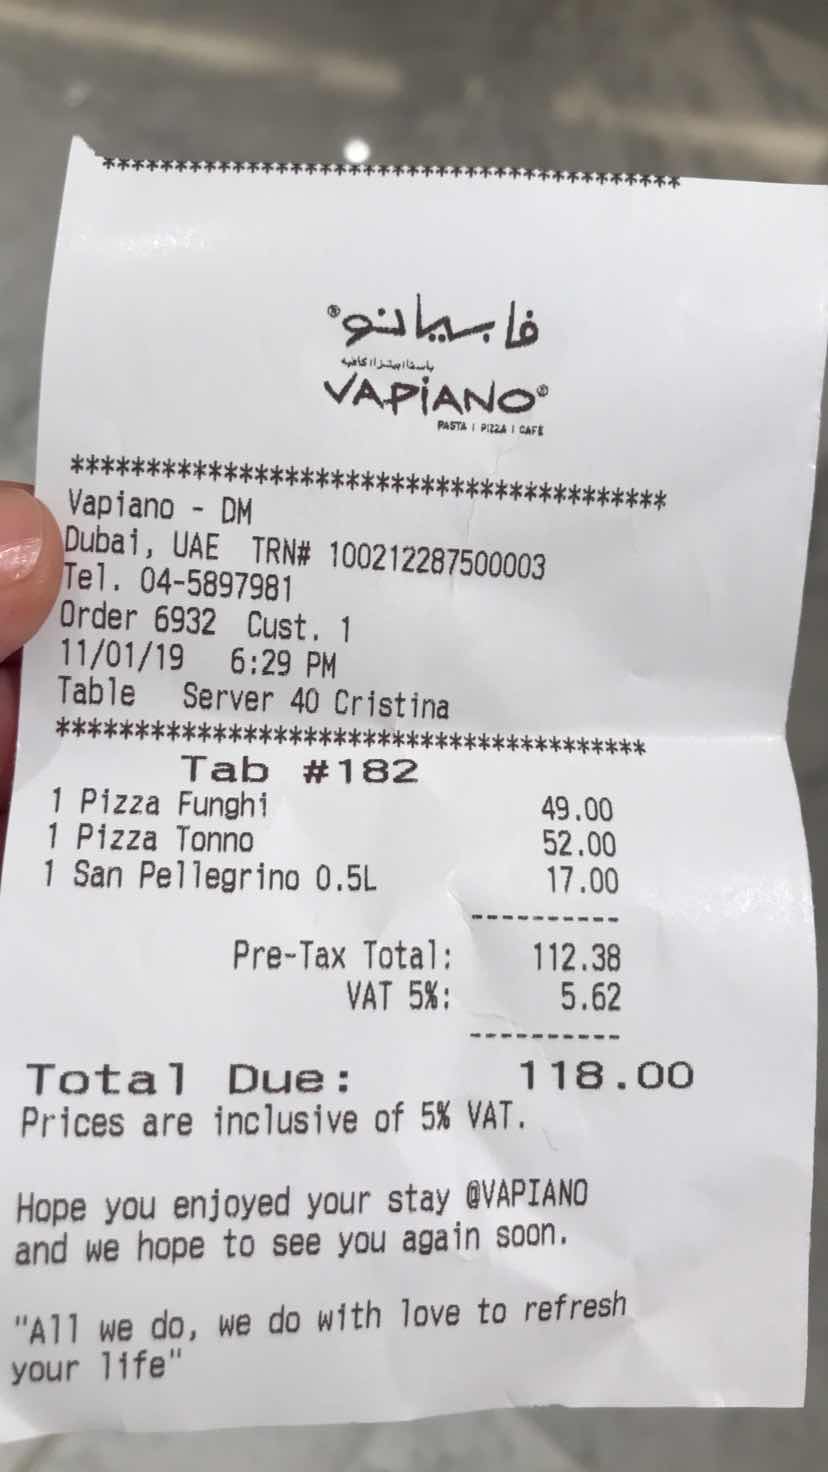 ****************************************
فابيانو®
باستا | بيتزا | كافيه
VAPIANO®
PASTA | PIZZA | CAFE
****************************************
Vapiano - DM
Dubai, UAE TRN# 100212287500003
Tel. 04-5897981
Order 6932 Cust. 1
11/01/19 6:29 PM
Table Server 40 Cristina
****************************************
Tab #182
1 Pizza Funghi 49.00
1 Pizza Tonno 52.00
1 San Pellegrino 0.5L 17.00
----------
Pre-Tax Total: 112.38
VAT 5%: 5.62
----------
Total Due: 118.00
Prices are inclusive of 5% VAT.
Hope you enjoyed your stay @VAPIANO
and we hope to see you again soon.
"All we do, we do with love to refresh
your life"